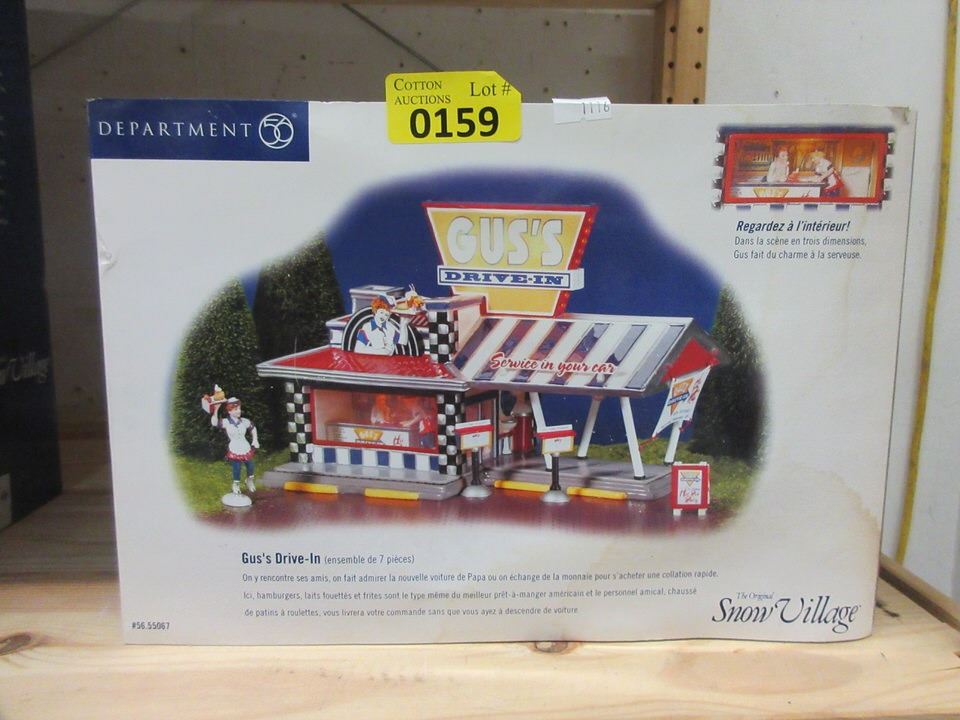 COTTON AUCTIONS Lot #
0159
1116
DEPARTMENT 56
Regardez à l'intérieur!
Dans la scène en trois dimensions,
Gus fait du charme à la serveuse.
GUS'S
DRIVE-IN
Service in your car
GUS'S
Gus's Drive-In (ensemble de 7 pièces)
On y rencontre ses amis, on fait admirer la nouvelle voiture de Papa ou on échange de la monnaie pour s'acheter une collation rapide.
Ici, hamburgers, laits fouettés et frites sont le type même du meilleur prêt-à-manger américain et le personnel amical, chaussé
de patins à roulettes, vous livrera votre commande sans que vous ayez à descendre de voiture.
#56.55067
The Original
Snow Village